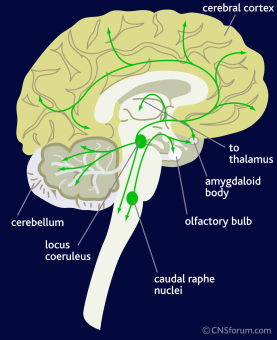 cerebral cortex
to
thalamus
amygdaloid
body
olfactory bulb
cerebellum
locus
coeruleus
caudal raphe
nuclei
©CNSforum.com